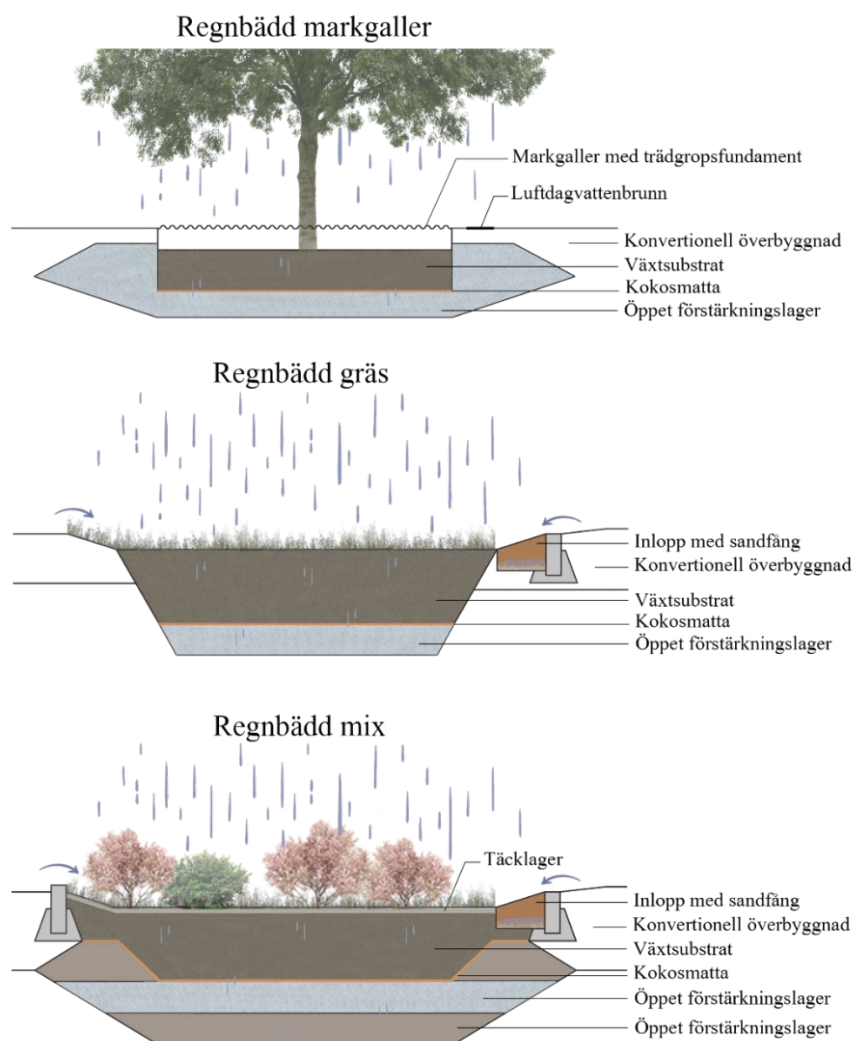 Regnbädd markgaller
Markgaller med trädgropsfundament
Luftdagvattenbrunn
Konvertionell överbyggnad
Växtsubstrat
Kokosmatta
Öppet förstärkningslager
Regnbädd gräs
Inlopp med sandfång
Konvertionell överbyggnad
Växtsubstrat
Kokosmatta
Öppet förstärkningslager
Regnbädd mix
Täcklager
Inlopp med sandfång
Konvertionell överbyggnad
Växtsubstrat
Kokosmatta
Öppet förstärkningslager
Öppet förstärkningslager